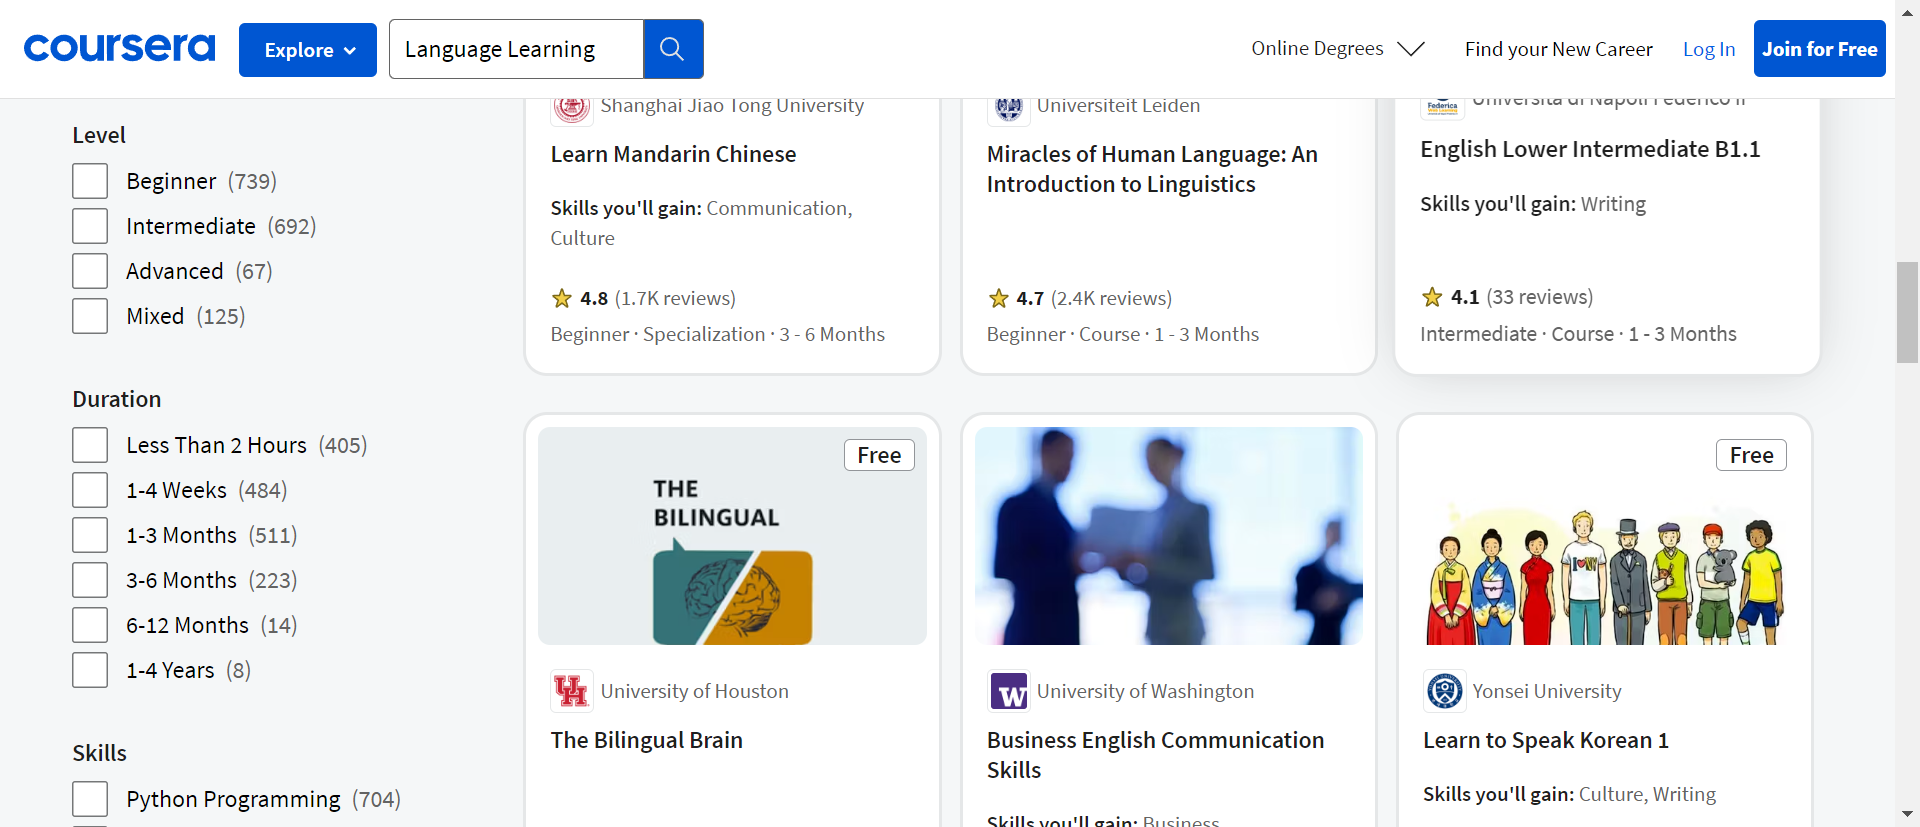 coursera
Explore
Language Learning
Online Degrees
Find your New Career
Log In
Join for Free
Level
Beginner (739)
Intermediate (692)
Advanced (67)
Mixed (125)
Duration
Less Than 2 Hours (405)
1-4 Weeks (484)
1-3 Months (511)
3-6 Months (223)
6-12 Months (14)
1-4 Years (8)
Skills
Python Programming (704)
Shanghai Jiao Tong University
Learn Mandarin Chinese
Skills you'll gain: Communication,
Culture
4.8 (1.7K reviews)
Beginner · Specialization · 3 - 6 Months
Universiteit Leiden
Miracles of Human Language: An
Introduction to Linguistics
4.7 (2.4K reviews)
Beginner · Course · 1 - 3 Months
Federica
Università di Napoli Federico II
English Lower Intermediate B1.1
Skills you'll gain: Writing
4.1 (33 reviews)
Intermediate · Course · 1 - 3 Months
Free
THE
BILINGUAL
University of Houston
The Bilingual Brain
W
University of Washington
Business English Communication
Skills
Skills you'll gain: Business
Free
I NY
Yonsei University
Learn to Speak Korean 1
Skills you'll gain: Culture, Writing